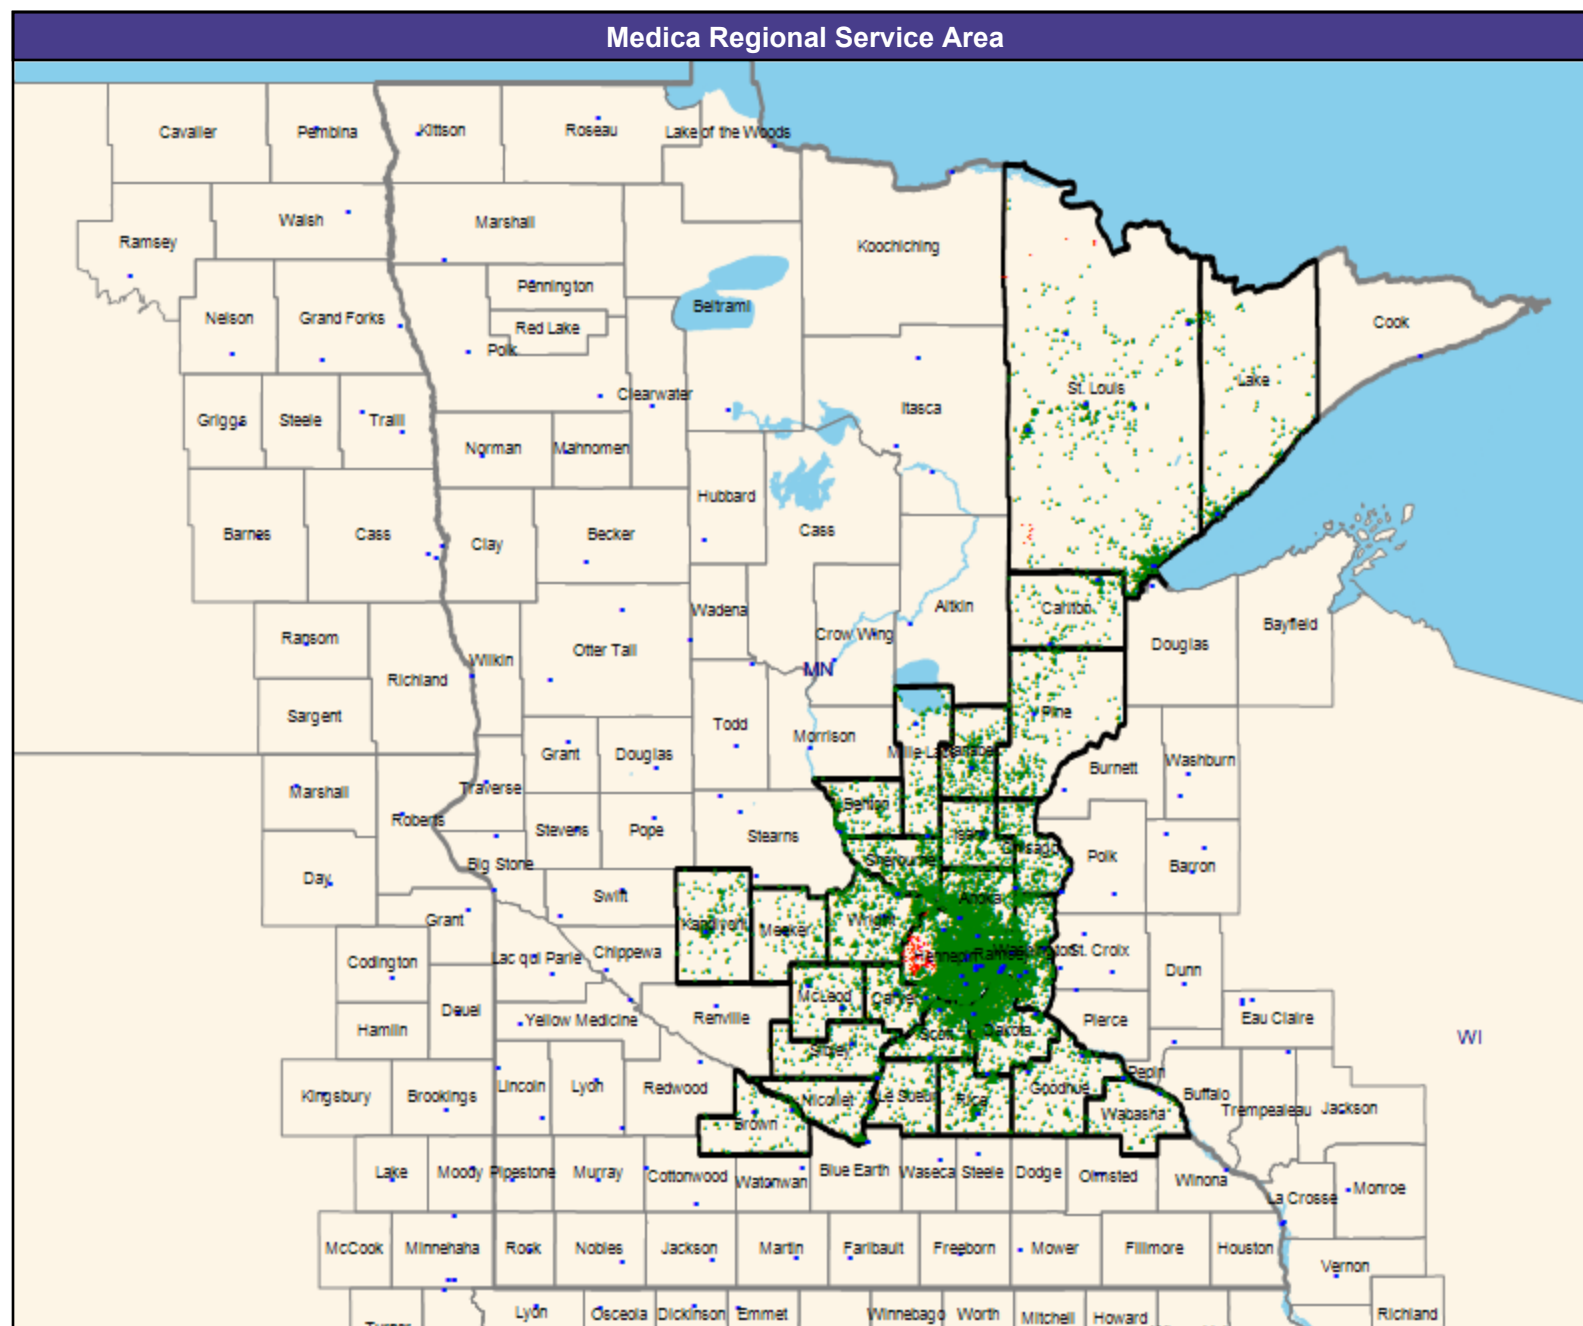 Medica Regional Service Area
Cavalier Pembina Kittson Roseau Lake of the Woods
Walsh Marshall
Ramsey Koochiching
Pennington
Nelson Grand Forks Red Lake Beltrami Cook
Polk
Clearwater St. Louis Lake
Griggs Steele Traill Itasca
Norman Mahnomen
Hubbard
Barnes Cass Clay Becker Cass
Wadena Aitkin Carlton
Ransom Crow Wing Bayfield
Wilkin Otter Tail Douglas
Richland MN
Sargent Todd Pine
Grant Douglas Morrison Mille Lacs Kanabec
Marshall Traverse Burnett Washburn
Roberts Stevens Pope Stearns Benton Isanti
Big Stone Sherburne Chisago Polk Barron
Day Swift Anoka
Grant Kandiyohi Meeker Wright
Codington Lac qui Parle Chippewa Hennepin Ramsey Washington St. Croix Dunn
McLeod Carver
Deuel Yellow Medicine Renville Pierce Eau Claire
Hamlin Scott Dakota WI
Sibley
Lincoln Lyon Redwood Goodhue Pepin
Kingsbury Brookings Nicollet Le Sueur Rice Buffalo
Brown Wabasha Trempealeau Jackson
Lake Moody Pipestone Murray Cottonwood Watonwan Blue Earth Waseca Steele Dodge Olmsted Winona
La Crosse Monroe
McCook Minnehaha Rock Nobles Jackson Martin Faribault Freeborn Mower Fillmore Houston
Vernon
Lyon Osceola Dickinson Emmet Winnebago Worth Mitchell Howard Richland